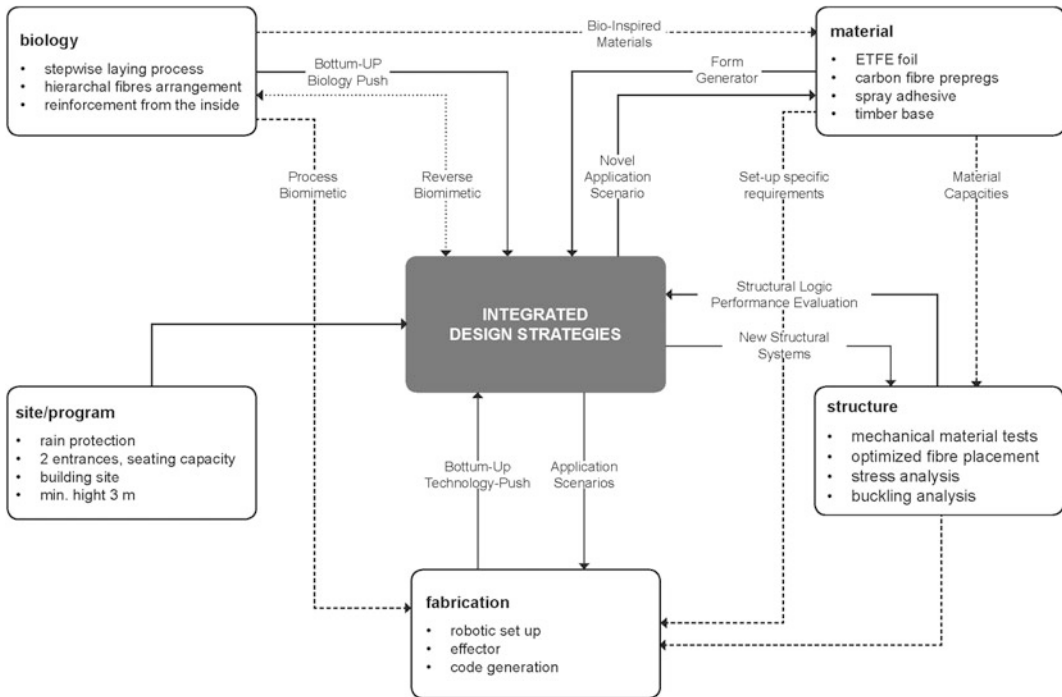 biology
• stepwise laying process
• hierarchal fibres arrangement
• reinforcement from the inside
Bio-Inspired
Materials
material
• ETFE foil
• carbon fibre prepregs
• spray adhesive
• timber base
Bottum-UP
Biology Push
Form
Generator
Process
Biomimetic
Reverse
Biomimetic
Novel
Application
Scenario
Set-up specific
requirements
Material
Capacities
INTEGRATED
DESIGN STRATEGIES
Structural Logic
Performance Evaluation
New Structural
Systems
site/program
• rain protection
• 2 entrances, seating capacity
• building site
• min. hight 3 m
structure
• mechanical material tests
• optimized fibre placement
• stress analysis
• buckling analysis
Bottum-Up
Technology-Push
Application
Scenarios
fabrication
• robotic set up
• effector
• code generation